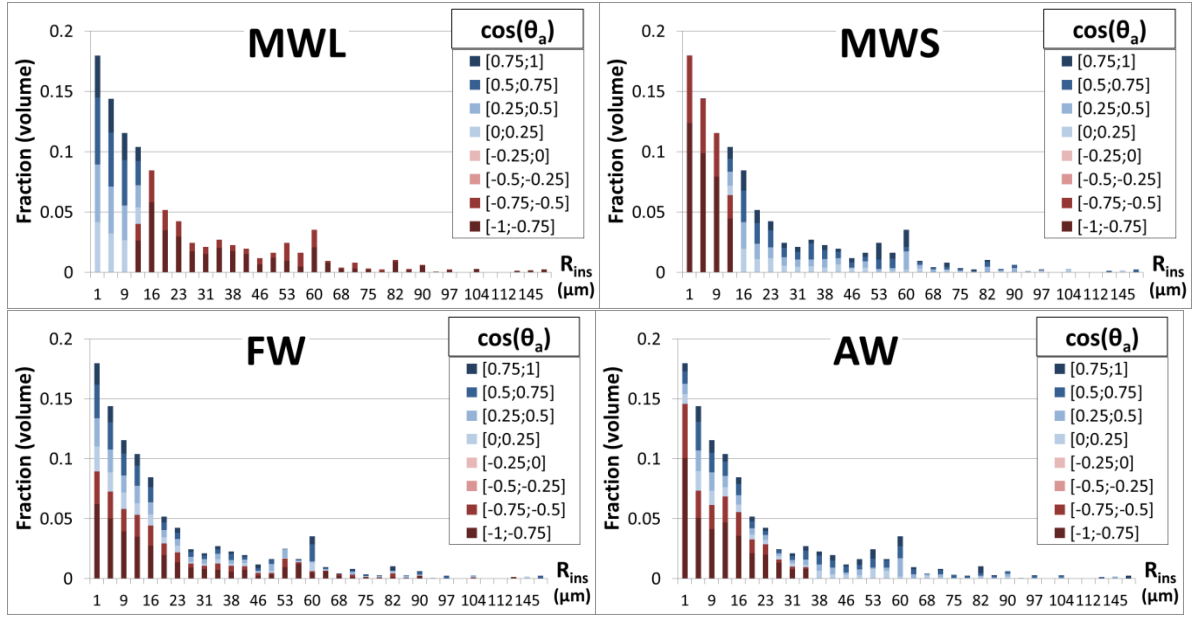 MWL
cos(θa)
[0.75;1]
[0.5;0.75]
[0.25;0.5]
[0;0.25]
[-0.25;0]
[-0.5;-0.25]
[-0.75;-0.5]
[-1;-0.75]
Fraction (volume)
0.2
0.15
0.1
0.05
0
1 9 16 23 31 38 46 53 60 68 75 82 90 97 104 112 145
Rins
(µm)
MWS
cos(θa)
[0.75;1]
[0.5;0.75]
[0.25;0.5]
[0;0.25]
[-0.25;0]
[-0.5;-0.25]
[-0.75;-0.5]
[-1;-0.75]
Fraction (volume)
0.2
0.15
0.1
0.05
0
1 9 16 23 31 38 46 53 60 68 75 82 90 97 104 112 145
Rins
(µm)
FW
cos(θa)
[0.75;1]
[0.5;0.75]
[0.25;0.5]
[0;0.25]
[-0.25;0]
[-0.5;-0.25]
[-0.75;-0.5]
[-1;-0.75]
Fraction (volume)
0.2
0.15
0.1
0.05
0
1 9 16 23 31 38 46 53 60 68 75 82 90 97 104 112 145
Rins
(µm)
AW
cos(θa)
[0.75;1]
[0.5;0.75]
[0.25;0.5]
[0;0.25]
[-0.25;0]
[-0.5;-0.25]
[-0.75;-0.5]
[-1;-0.75]
Fraction (volume)
0.2
0.15
0.1
0.05
0
1 9 16 23 31 38 46 53 60 68 75 82 90 97 104 112 145
Rins
(µm)